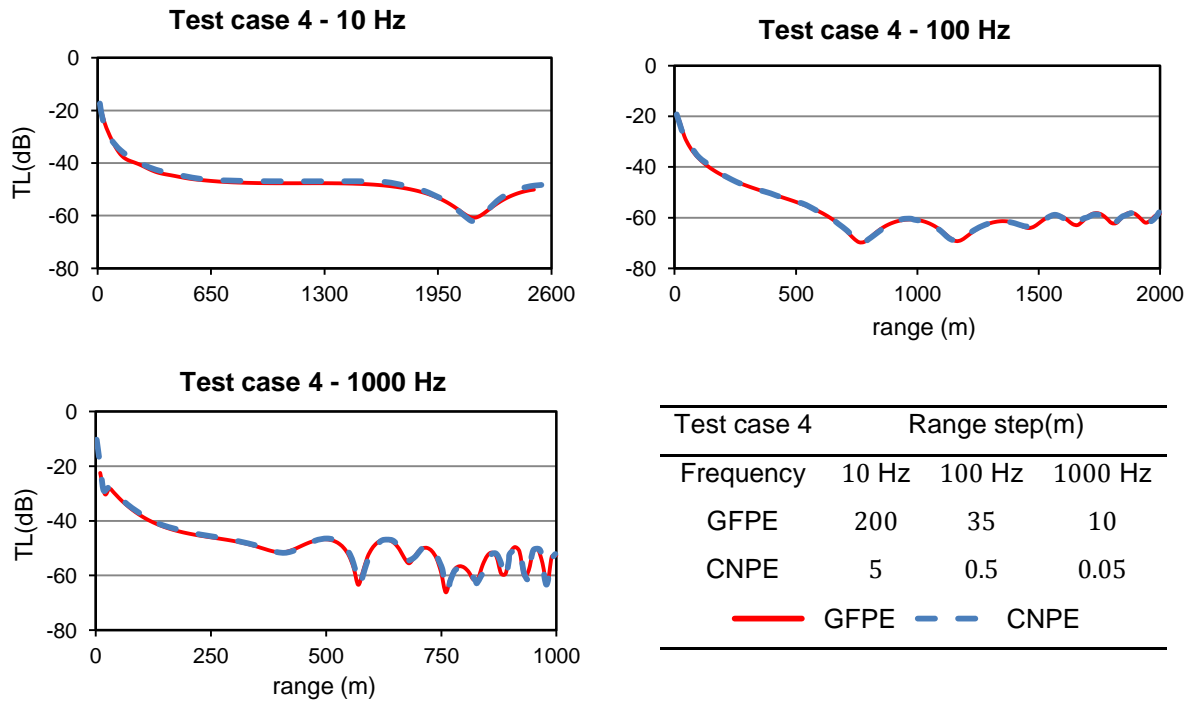 Test case 4 - 10 Hz
0
-20
-40
-60
-80
TL(dB)
0 650 1300 1950 2600
Test case 4 - 100 Hz
0
-20
-40
-60
-80
0 500 1000 1500 2000
range (m)
Test case 4 - 1000 Hz
0
-20
-40
-60
-80
TL(dB)
0 250 500 750 1000
range (m)
Test case 4 Range step(m)
Frequency 10 Hz 100 Hz 1000 Hz
GFPE 200 35 10
CNPE 5 0.5 0.05
GFPE CNPE